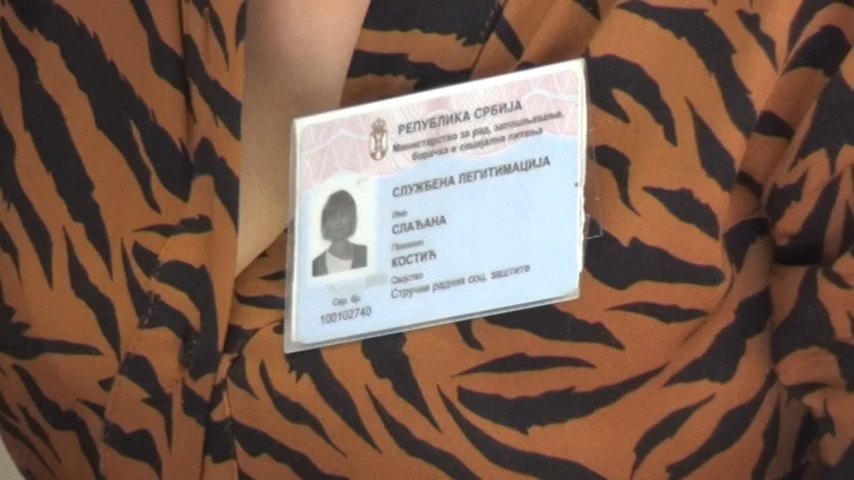 РЕПУБЛИКА СРБИЈА
Министарство за рад, запошљавање,
борачка и социјална питања
СЛУЖБЕНА ЛЕГИТИМАЦИЈА
Име
СЛАЂАНА
Презиме
КОСТИЋ
Својство
Стручни радник соц. заштите
Сер. бр.
100102740